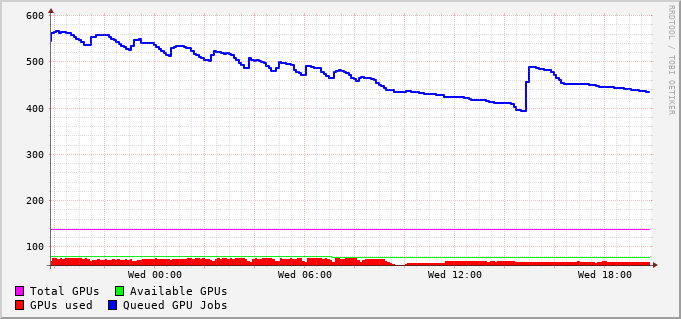 600
500
400
300
200
100
Wed 00:00 Wed 06:00 Wed 12:00 Wed 18:00
Total GPUs Available GPUs
GPUs used Queued GPU Jobs
RRDTOOL / TOBI OETIKER